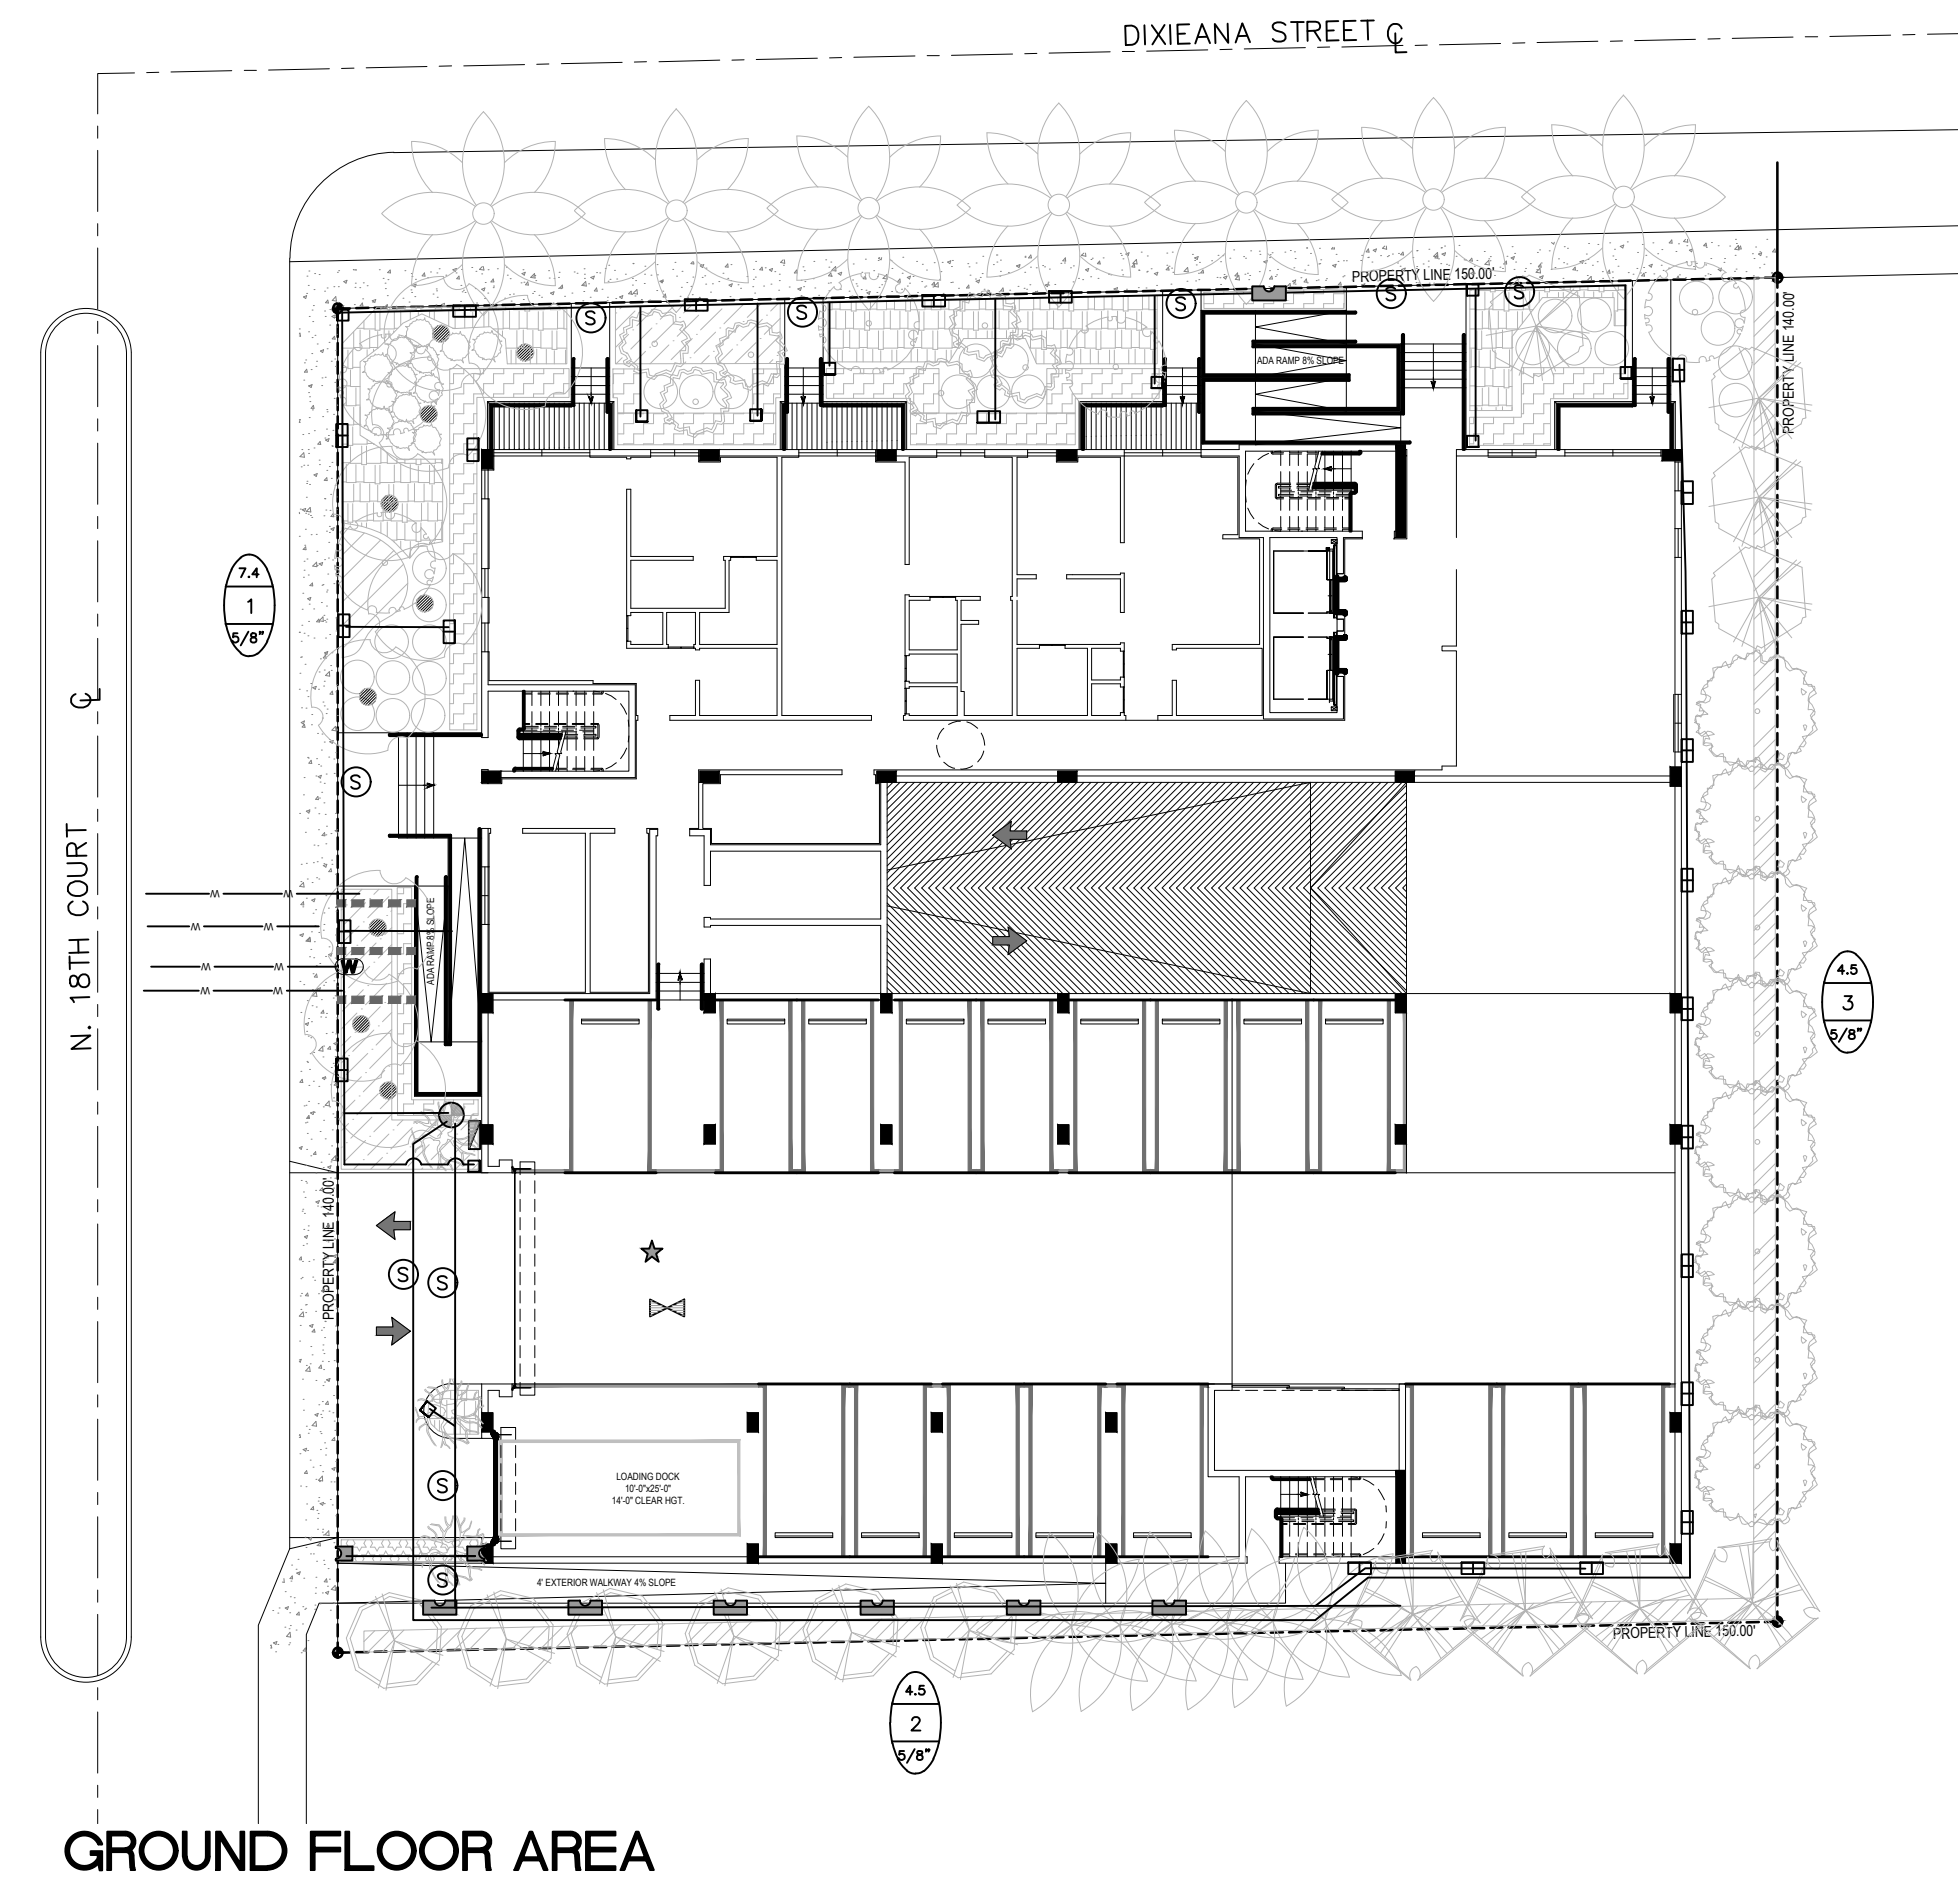 DIXIEANA STREET ℄
PROPERTY LINE 150.00'
PROPERTY LINE 140.00'
S
S
S
S
S
ADA RAMP 8% SLOPE
7.4
1
5/8"
N. 18TH COURT ℄
S
W
W
W
W
W
W
W
W
W
ADA RAMP 8% SLOPE
4.5
3
5/8"
PROPERTY LINE 140.00'
S
S
LOADING DOCK
10'-0"x25'-0"
14'-0" CLEAR HGT.
S
S
4' EXTERIOR WALKWAY 4% SLOPE
PROPERTY LINE 150.00'
4.5
2
5/8"
GROUND FLOOR AREA